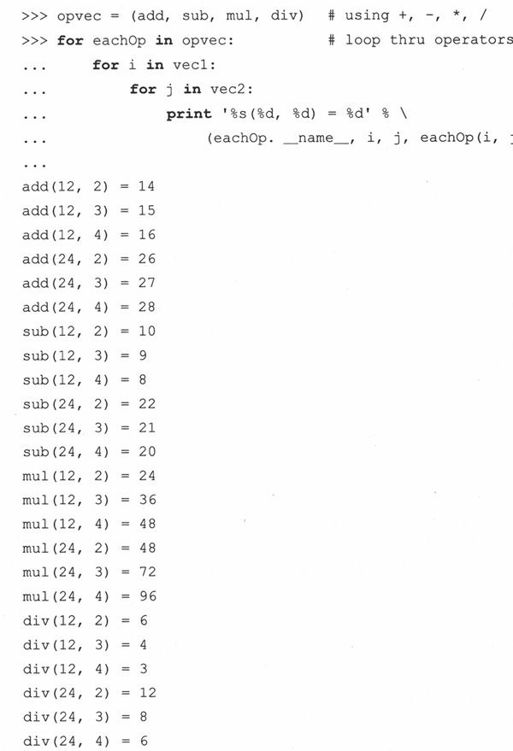 >>> opvec = (add, sub, mul, div)  # using +, -, *, /
>>> for eachOp in opvec:          # loop thru operators
...     for i in vec1:
...         for j in vec2:
...             print '%s(%d, %d) = %d' % \
...                 (eachOp. __name__, i, j, eachOp(i,
...
add(12, 2) = 14
add(12, 3) = 15
add(12, 4) = 16
add(24, 2) = 26
add(24, 3) = 27
add(24, 4) = 28
sub(12, 2) = 10
sub(12, 3) = 9
sub(12, 4) = 8
sub(24, 2) = 22
sub(24, 3) = 21
sub(24, 4) = 20
mul(12, 2) = 24
mul(12, 3) = 36
mul(12, 4) = 48
mul(24, 2) = 48
mul(24, 3) = 72
mul(24, 4) = 96
div(12, 2) = 6
div(12, 3) = 4
div(12, 4) = 3
div(24, 2) = 12
div(24, 3) = 8
div(24, 4) = 6